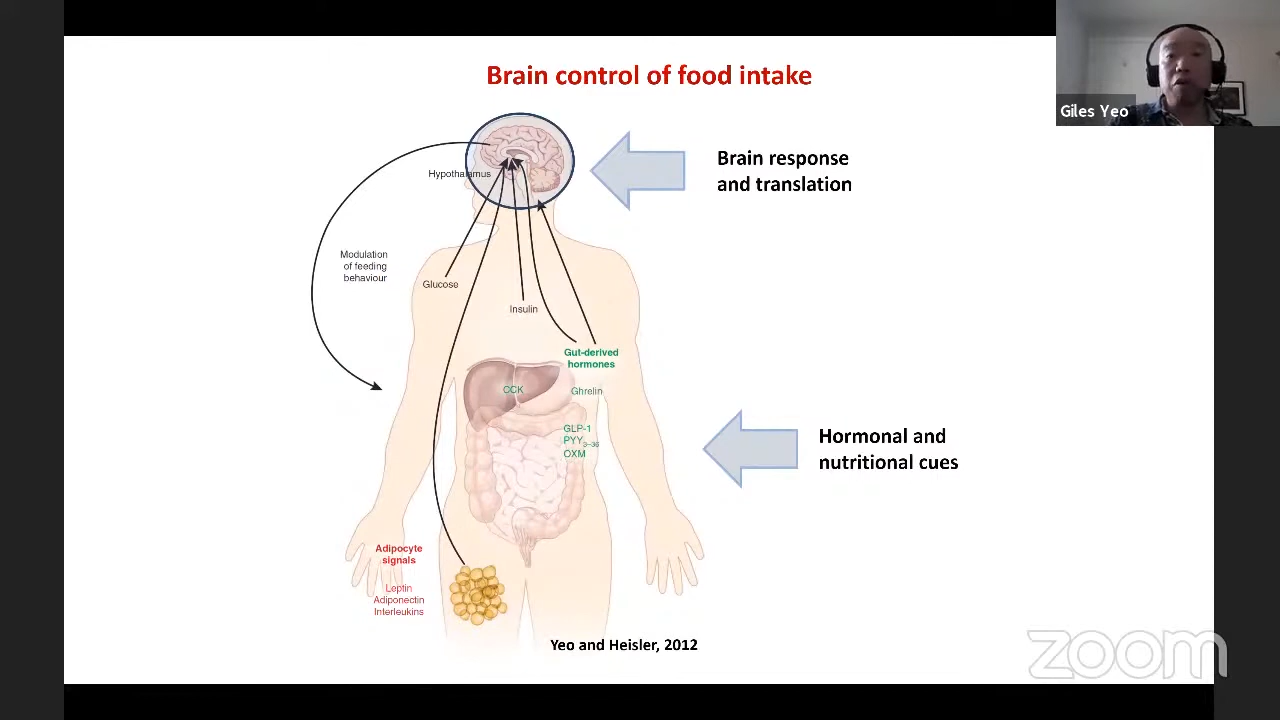 Brain control of food intake
Giles Yeo
Hypothalamus
Brain response
and translation
Modulation
of feeding
behaviour
Glucose
Insulin
Gut-derived
hormones
CCK
Ghrelin
GLP-1
PYY3–36
OXM
Hormonal and
nutritional cues
Adipocyte
signals
Leptin
Adiponectin
Interleukins
Yeo and Heisler, 2012
zoom